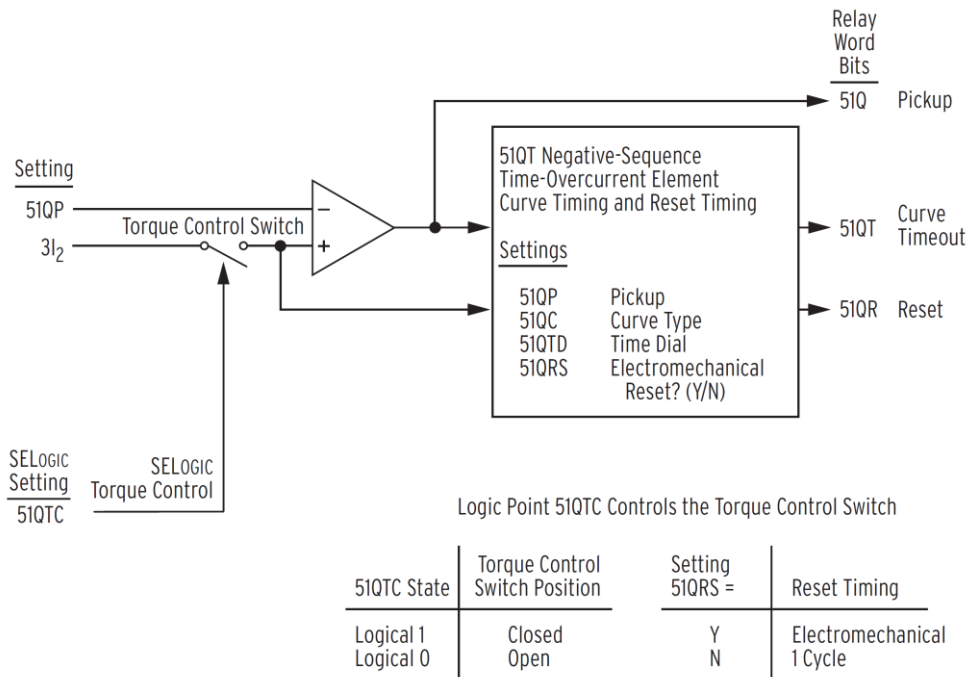 Relay
Word
Bits
51Q Pickup
51QT Negative-Sequence
Time-Overcurrent Element
Curve Timing and Reset Timing
Setting
51QP
Torque Control Switch
3I2
−
+
51QT Curve
Timeout
Settings
51QP Pickup
51QC Curve Type
51QTD Time Dial
51QRS Electromechanical
Reset? (Y/N)
51QR Reset
SELOGIC
Setting
51QTC
SELOGIC
Torque Control
Logic Point 51QTC Controls the Torque Control Switch
51QTC State
Torque Control
Switch Position
Logical 1 Closed
Logical 0 Open
Setting
51QRS =
Reset Timing
Y Electromechanical
N 1 Cycle